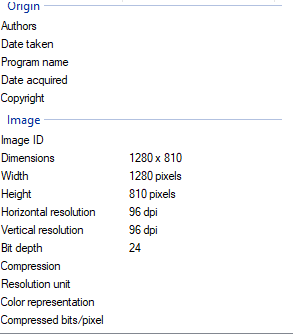 Origin
Authors
Date taken
Program name
Date acquired
Copyright
Image
Image ID
Dimensions 1280 x 810
Width 1280 pixels
Height 810 pixels
Horizontal resolution 96 dpi
Vertical resolution 96 dpi
Bit depth 24
Compression
Resolution unit
Color representation
Compressed bits/pixel